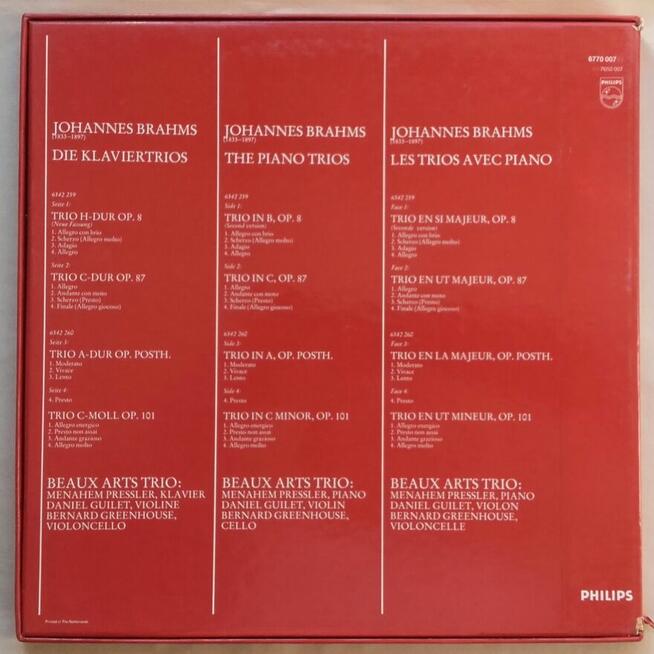 6770 007
7650 007
PHILIPS
JOHANNES BRAHMS
(1833–1897)
DIE KLAVIERTRIOS
6342 259
Seite 1:
TRIO H-DUR OP. 8
(Neue Fassung)
1. Allegro con brio
2. Scherzo (Allegro molto)
3. Adagio
4. Allegro
Seite 2:
TRIO C-DUR OP. 87
1. Allegro
2. Andante con moto
3. Scherzo (Presto)
4. Finale (Allegro giocoso)
6342 260
Seite 3:
TRIO A-DUR OP. POSTH.
1. Moderato
2. Vivace
3. Lento
Seite 4:
4. Presto
TRIO C-MOLL OP. 101
1. Allegro energico
2. Presto non assai
3. Andante grazioso
4. Allegro molto
BEAUX ARTS TRIO:
MENAHEM PRESSLER, KLAVIER
DANIEL GUILET, VIOLINE
BERNARD GREENHOUSE,
VIOLONCELLO
Printed in The Netherlands
JOHANNES BRAHMS
(1833–1897)
THE PIANO TRIOS
6342 259
Side 1:
TRIO IN B, OP. 8
(Second version)
1. Allegro con brio
2. Scherzo (Allegro molto)
3. Adagio
4. Allegro
Side 2:
TRIO IN C, OP. 87
1. Allegro
2. Andante con moto
3. Scherzo (Presto)
4. Finale (Allegro giocoso)
6342 260
Side 3:
TRIO IN A, OP. POSTH.
1. Moderato
2. Vivace
3. Lento
Side 4:
4. Presto
TRIO IN C MINOR, OP. 101
1. Allegro energico
2. Presto non assai
3. Andante grazioso
4. Allegro molto
BEAUX ARTS TRIO:
MENAHEM PRESSLER, PIANO
DANIEL GUILET, VIOLIN
BERNARD GREENHOUSE,
CELLO
JOHANNES BRAHMS
(1833–1897)
LES TRIOS AVEC PIANO
6342 259
Face 1:
TRIO EN SI MAJEUR, OP. 8
(Seconde version)
1. Allegro con brio
2. Scherzo (Allegro molto)
3. Adagio
4. Allegro
Face 2:
TRIO EN UT MAJEUR, OP. 87
1. Allegro
2. Andante con moto
3. Scherzo (Presto)
4. Finale (Allegro giocoso)
6342 260
Face 3:
TRIO EN LA MAJEUR, OP. POSTH.
1. Moderato
2. Vivace
3. Lento
Face 4:
4. Presto
TRIO EN UT MINEUR, OP. 101
1. Allegro energico
2. Presto non assai
3. Andante grazioso
4. Allegro molto
BEAUX ARTS TRIO:
MENAHEM PRESSLER, PIANO
DANIEL GUILET, VIOLON
BERNARD GREENHOUSE,
VIOLONCELLE
PHILIPS